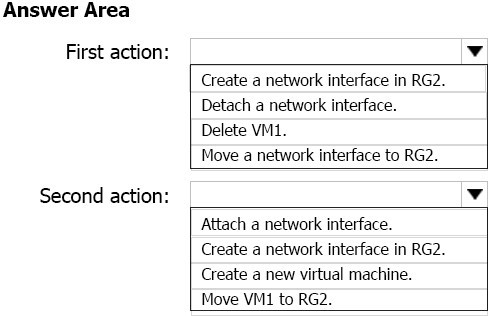 Answer Area
First action:
Create a network interface in RG2.
Detach a network interface.
Delete VM1.
Move a network interface to RG2.
Second action:
Attach a network interface.
Create a network interface in RG2.
Create a new virtual machine.
Move VM1 to RG2.